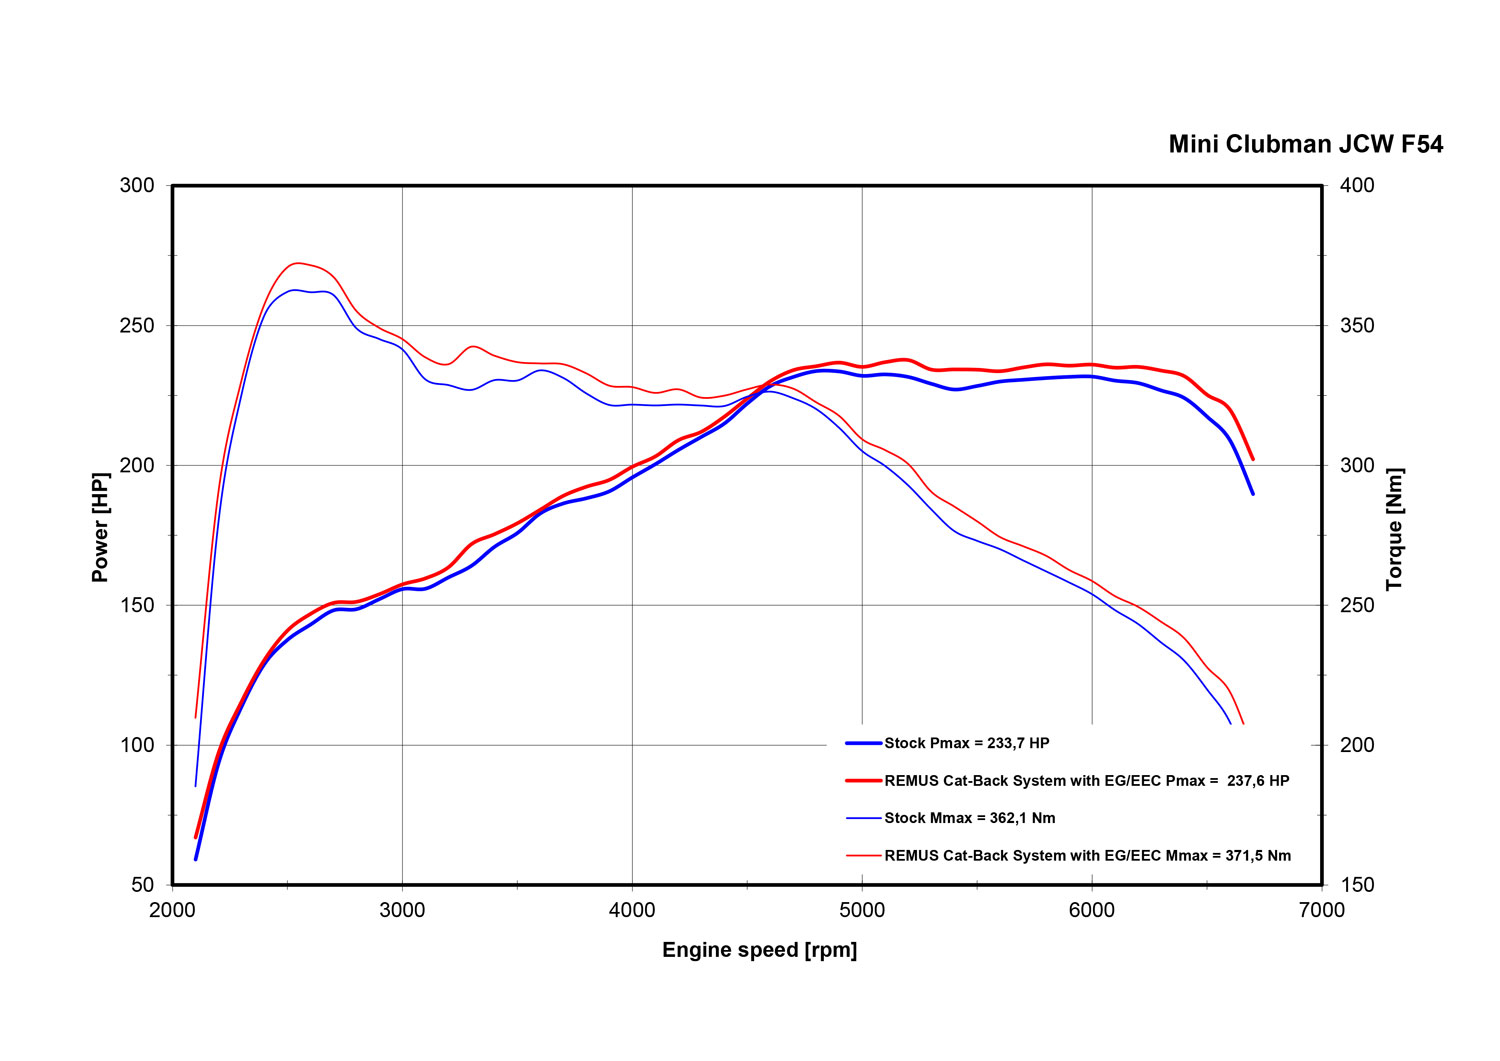 Mini Clubman JCW F54
300
250
200
150
100
50
400
350
300
250
200
150
Power [HP]
Torque [Nm]
Stock Pmax = 233,7 HP
REMUS Cat-Back System with EG/EEC Pmax =  237,6 HP
Stock Mmax = 362,1 Nm
REMUS Cat-Back System with EG/EEC Mmax = 371,5 Nm
2000 3000 4000 5000 6000 7000
Engine speed [rpm]